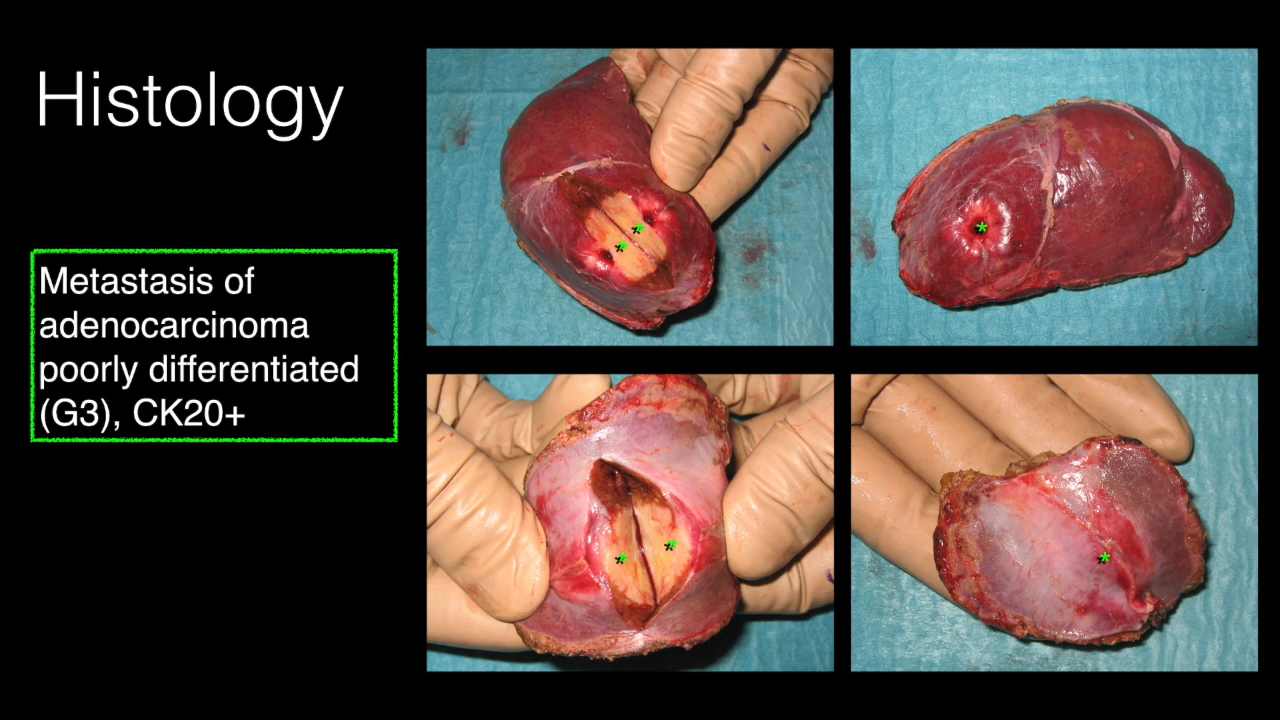 Histology
Metastasis of
adenocarcinoma
poorly differentiated
(G3), CK20+